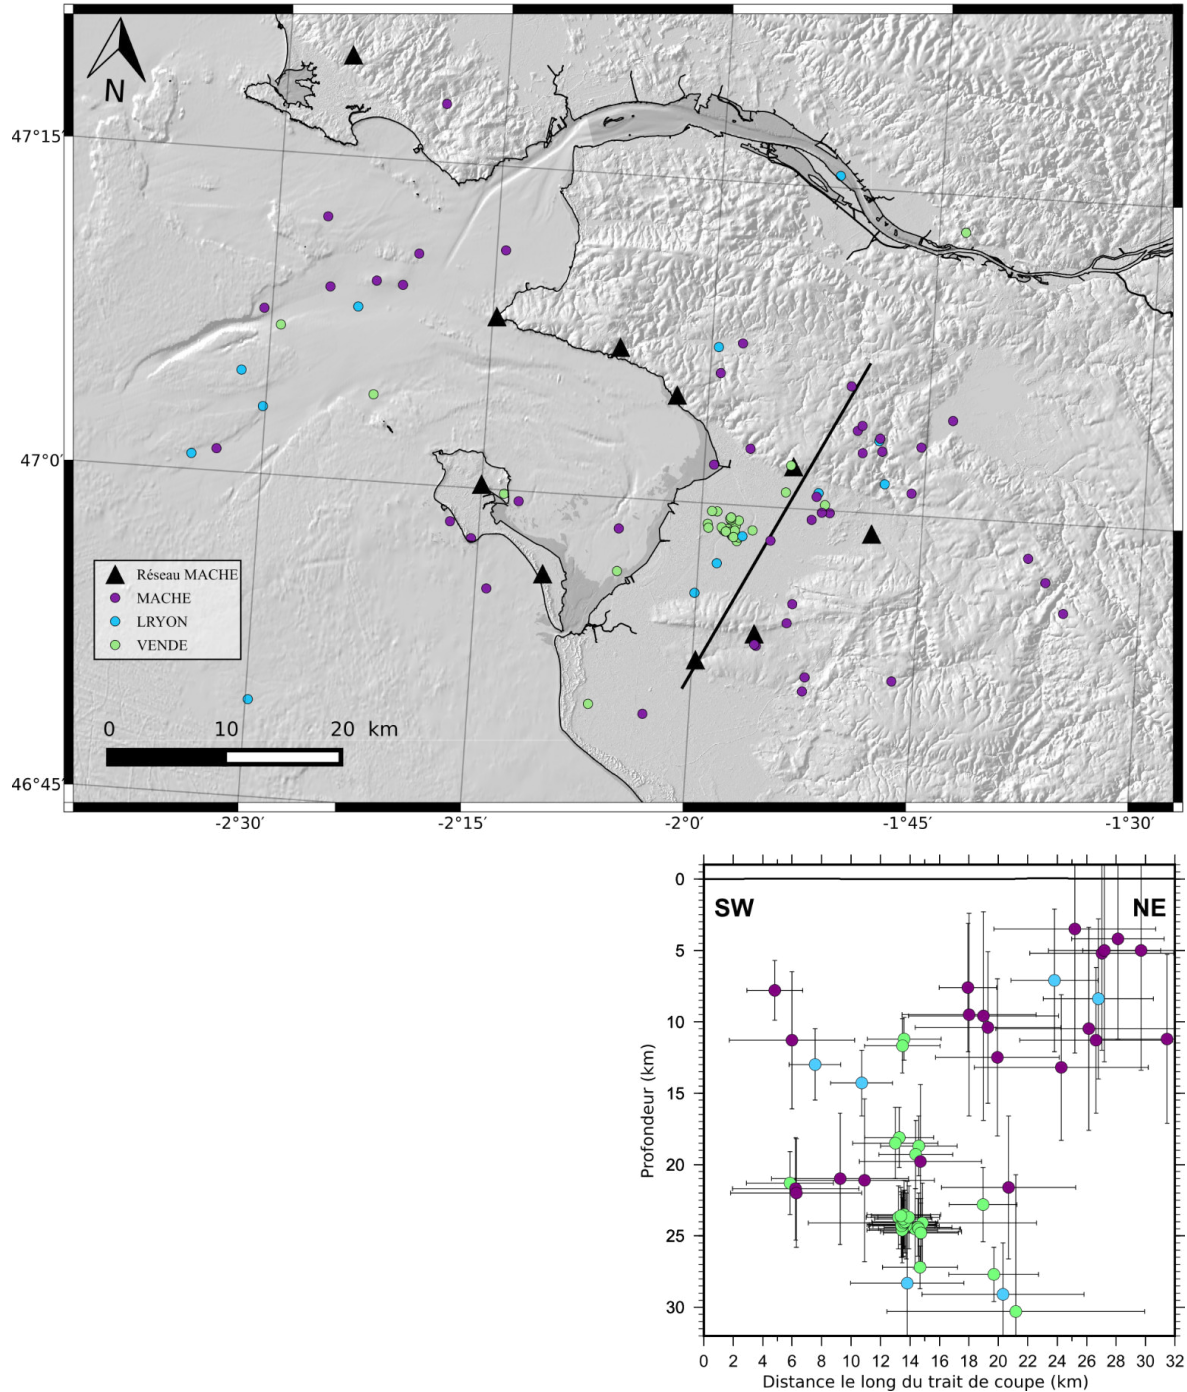 N
47°15′
47°0′
46°45′
Réseau MACHE
MACHE
LRYON
VENDE
0 10 20 km
-2°30′ -2°15′ -2°0′ -1°45′ -1°30′
SW NE
0
5
10
15
20
25
30
Profondeur (km)
0 2 4 6 8 10 12 14 16 18 20 22 24 26 28 30 32
Distance le long du trait de coupe (km)